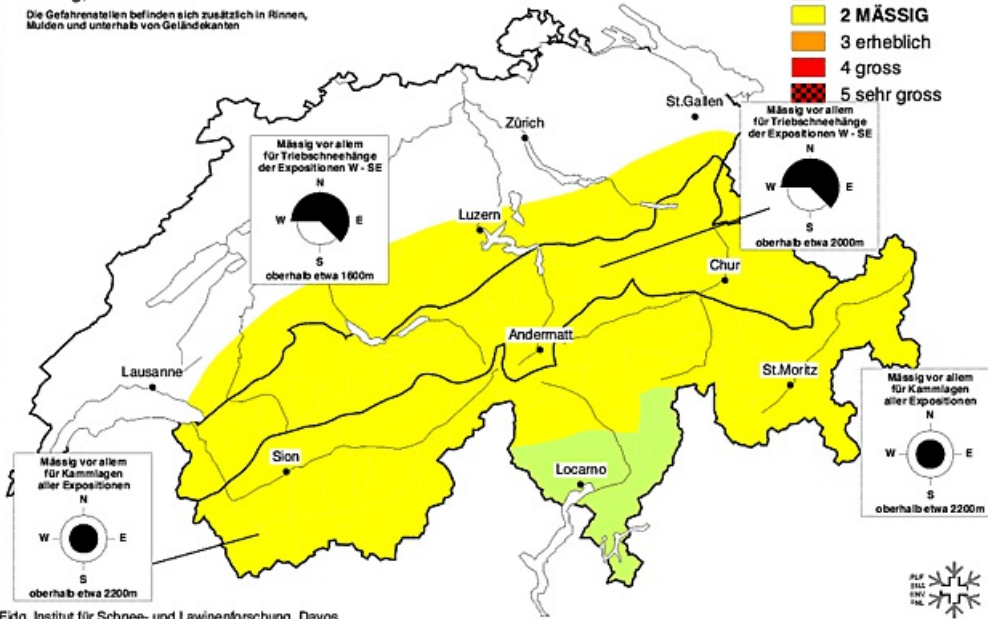 Die Gefahrenstellen befinden sich zusätzlich in Rinnen,
Mulden und unterhalb von Geländekanten
2 MÄSSIG
3 erheblich
4 gross
5 sehr gross
St.Gallen
Zürich
Mässig vor allem
für Triebschneehänge
der Expositionen W - SE
N
W
E
S
oberhalb etwa 2000m
Mässig vor allem
für Triebschneehänge
der Expositionen W - SE
N
W
E
S
oberhalb etwa 1600m
Luzern
Chur
Andermatt
Lausanne
St.Moritz
Mässig vor allem
für Kammlagen
aller Expositionen
N
W
E
S
oberhalb etwa 2200m
Sion
Locarno
Mässig vor allem
für Kammlagen
aller Expositionen
N
W
E
S
oberhalb etwa 2200m
Eidg. Institut für Schnee- und Lawinenforschung, Davos